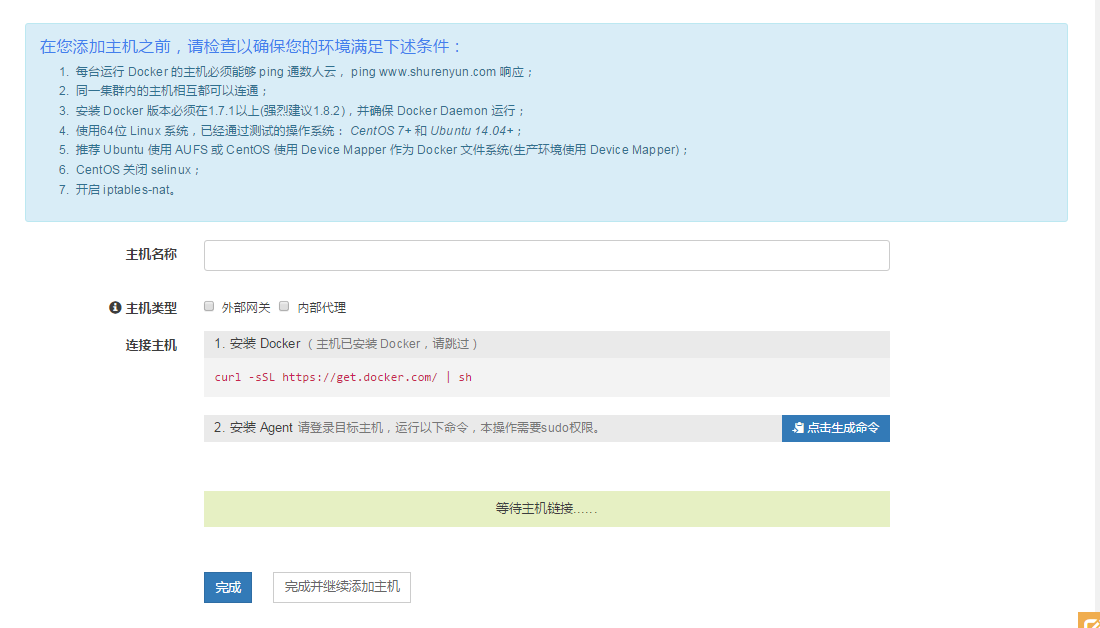 在您添加主机之前，请检查以确保您的环境满足下述条件：
1. 每台运行 Docker 的主机必须能够 ping 通数人云， ping www.shurenyun.com 响应；
2. 同一集群内的主机相互都可以连通；
3. 安装 Docker 版本必须在1.7.1以上(强烈建议1.8.2)，并确保 Docker Daemon 运行；
4. 使用64位 Linux 系统，已经通过测试的操作系统： CentOS 7+ 和 Ubuntu 14.04+；
5. 推荐 Ubuntu 使用 AUFS 或 CentOS 使用 Device Mapper 作为 Docker 文件系统(生产环境使用 Device Mapper)；
6. CentOS 关闭 selinux；
7. 开启 iptables-nat。
主机名称
主机类型 外部网关 内部代理
连接主机 1. 安装 Docker （主机已安装 Docker，请跳过）
curl -sSL https://get.docker.com/ | sh
2. 安装 Agent 请登录目标主机，运行以下命令，本操作需要sudo权限。 点击生成命令
等待主机链接......
完成 完成并继续添加主机